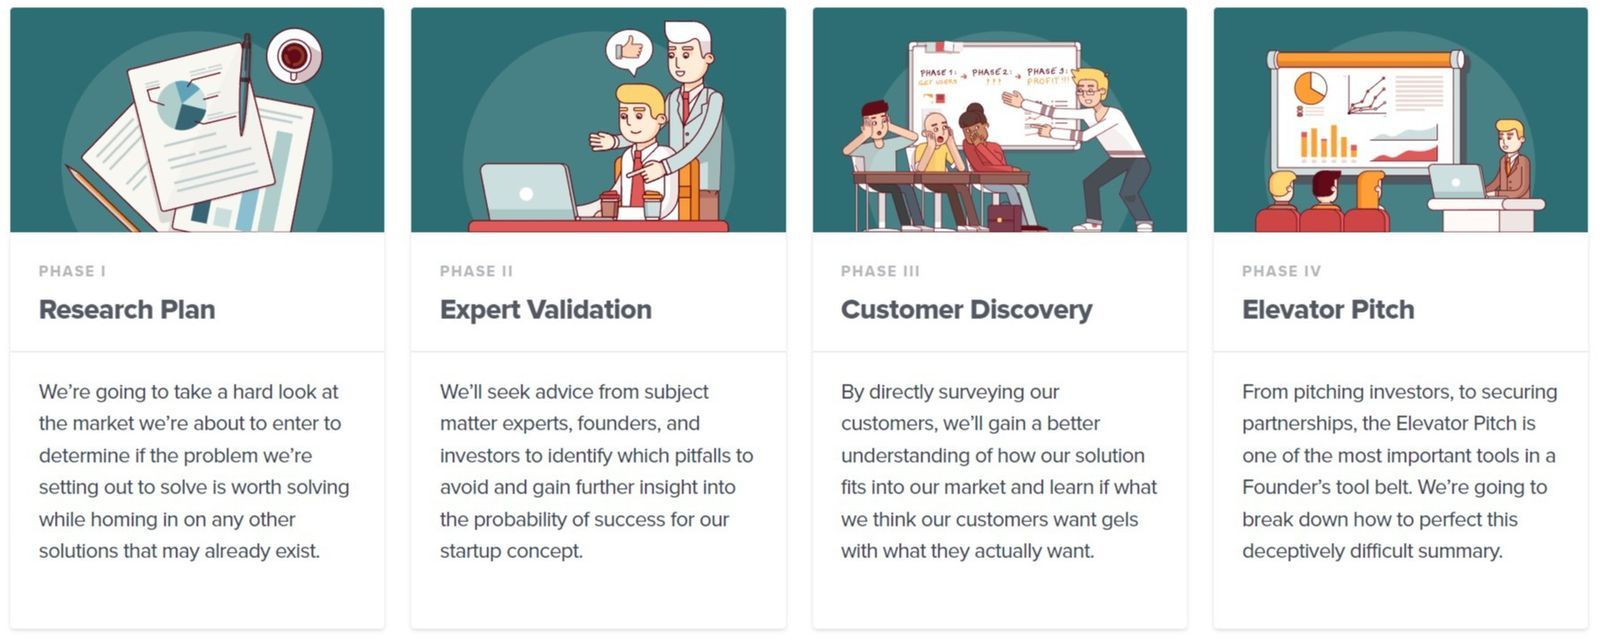 PHASE 1: → PHASE 2: → PHASE 3:
GET USERS ??? PROFIT!!!
PHASE I
Research Plan
We're going to take a hard look at
the market we're about to enter to
determine if the problem we're
setting out to solve is worth solving
while homing in on any other
solutions that may already exist.
PHASE II
Expert Validation
We'll seek advice from subject
matter experts, founders, and
investors to identify which pitfalls to
avoid and gain further insight into
the probability of success for our
startup concept.
PHASE III
Customer Discovery
By directly surveying our
customers, we'll gain a better
understanding of how our solution
fits into our market and learn if what
we think our customers want gels
with what they actually want.
PHASE IV
Elevator Pitch
From pitching investors, to securing
partnerships, the Elevator Pitch is
one of the most important tools in a
Founder's tool belt. We're going to
break down how to perfect this
deceptively difficult summary.